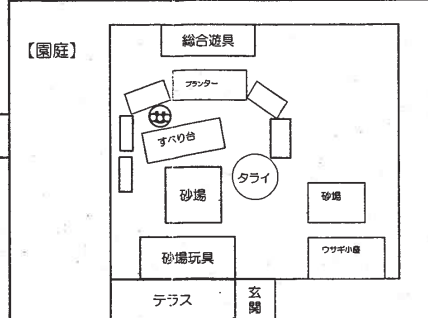 【園庭】
総合遊具
プランター
すべり台
タライ
砂場
砂場
砂場玩具
ウサギ小屋
テラス
玄関